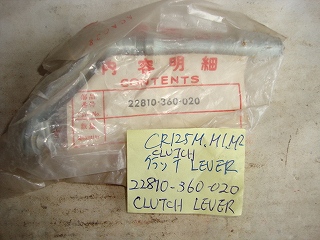 内容明細
CONTENTS
22810-360-020
CR125M.M1,M2
CLUTCH
クラッチ LEVER
22810-360-020
CLUTCH LEVER